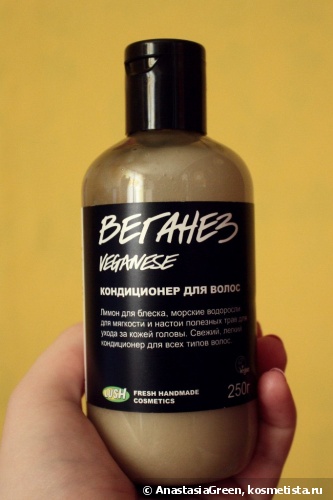 ВЕГАНЕЗ
VEGANESE
КОНДИЦИОНЕР ДЛЯ ВОЛОС
Лимон для блеска, морские водоросли
для мягкости и настои полезных трав для
ухода за кожей головы. Свежий, легкий
кондиционер для всех типов волос
LUSH
FRESH HANDMADE
COSMETICS
250г
© AnastasiaGreen, kosmetista.ru